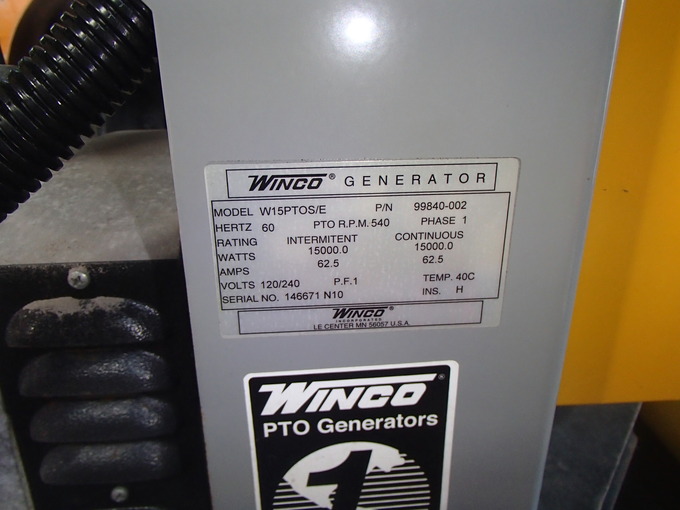 WINCO® GENERATOR
MODEL W15PTOS/E P/N 99840-002
HERTZ 60 PTO R.P.M. 540 PHASE 1
RATING INTERMITENT CONTINUOUS
WATTS 15000.0 15000.0
AMPS 62.5 62.5
VOLTS 120/240 P.F.1 TEMP. 40C
SERIAL NO. 146671 N10 INS. H
WINCO®
INCORPORATED
LE CENTER MN 56057 U.S.A.
WINCO®
PTO Generators
1